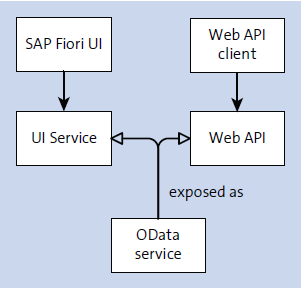 SAP Fiori UI
Web API
client
UI Service
Web API
exposed as
OData
service